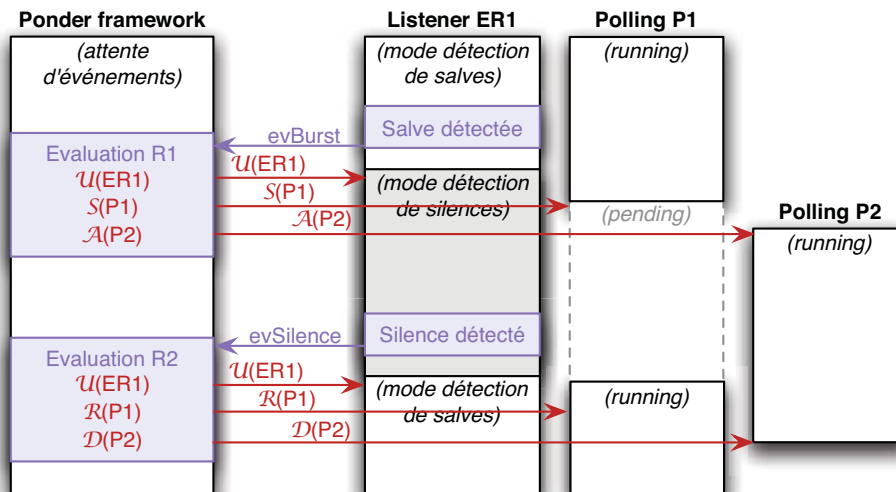 Ponder framework
Listener ER1
Polling P1
(attente
d'événements)
(mode détection
de salves)
(running)
evBurst
Salve détectée
Evaluation R1
U(ER1)
S(P1)
A(P2)
U(ER1)
S(P1)
A(P2)
(mode détection
de silences)
(pending)
Polling P2
(running)
evSilence
Silence détecté
Evaluation R2
U(ER1)
R(P1)
D(P2)
U(ER1)
R(P1)
D(P2)
(mode détection
de salves)
(running)